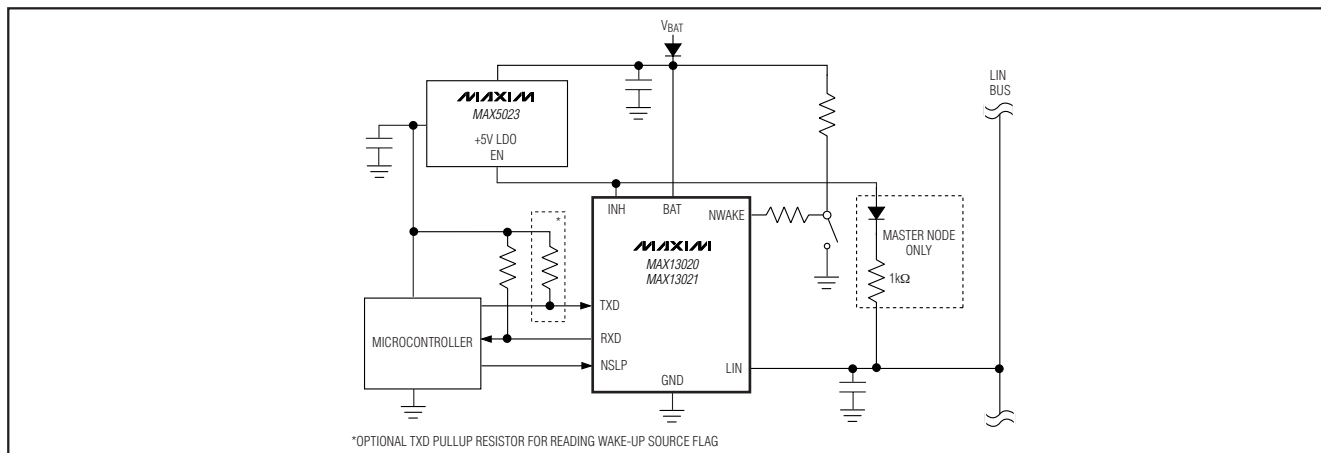 VBAT
LIN
BUS
MAXIM
MAX5023
+5V LDO
EN
INH
BAT
NWAKE
*
MAXIM
MAX13020
MAX13021
MASTER NODE
ONLY
1kΩ
TXD
MICROCONTROLLER
RXD
NSLP
LIN
GND
*OPTIONAL TXD PULLUP RESISTOR FOR READING WAKE-UP SOURCE FLAG